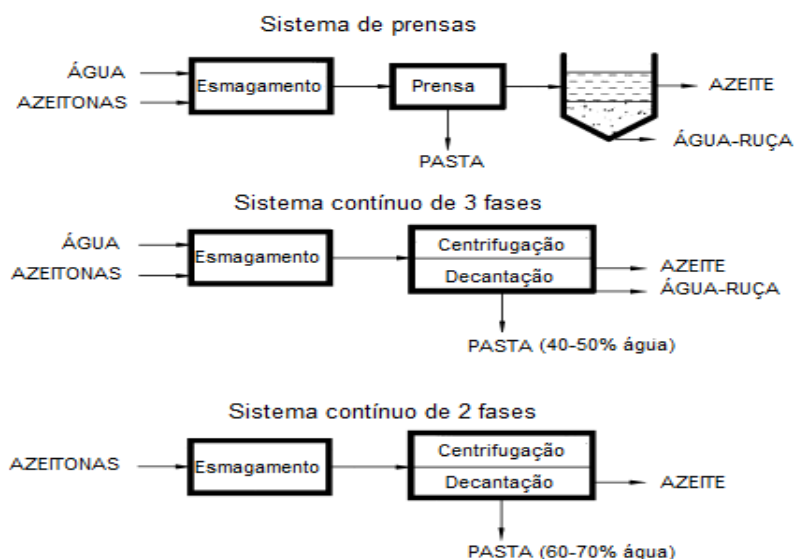 Sistema de prensas
ÁGUA
AZEITONAS
Esmagamento
Prensa
AZEITE
ÁGUA-RUÇA
PASTA
Sistema contínuo de 3 fases
ÁGUA
AZEITONAS
Esmagamento
Centrifugação
Decantação
AZEITE
ÁGUA-RUÇA
PASTA (40-50% água)
Sistema contínuo de 2 fases
AZEITONAS
Esmagamento
Centrifugação
Decantação
AZEITE
PASTA (60-70% água)